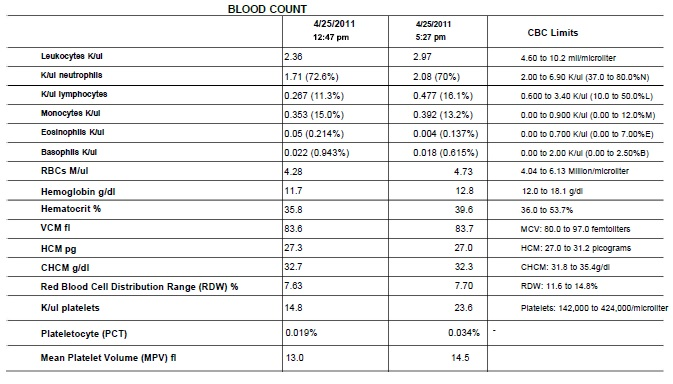 BLOOD COUNT
4/25/2011 4/25/2011
12:47 pm 5:27 pm CBC Limits
Leukocytes K/ul 2.36 2.97 4.60 to 10.2 mil/microliter
K/ul neutrophils 1.71 (72.6%) 2.08 (70%) 2.00 to 6.90 K/ul (37.0 to 80.0%N)
K/ul lymphocytes 0.267 (11.3%) 0.477 (16.1%) 0.600 to 3.40 K/ul (10.0 to 50.0%L)
Monocytes K/ul 0.353 (15.0%) 0.392 (13.2%) 0.00 to 0.900 K/ul (0.00 to 12.0%M)
Eosinophils K/ul 0.05 (0.214%) 0.004 (0.137%) 0.00 to 0.700 K/ul (0.00 to 7.00%E)
Basophils K/ul 0.022 (0.943%) 0.018 (0.615%) 0.00 to 2.00 K/ul (0.00 to 2.50%B)
RBCs M/ul 4.28 4.73 4.04 to 6.13 Million/microliter
Hemoglobin g/dl 11.7 12.8 12.0 to 18.1 g/dl
Hematocrit % 35.8 39.6 36.0 to 53.7%
VCM fl 83.6 83.7 MCV: 80.0 to 97.0 femtoliters
HCM pg 27.3 27.0 HCM: 27.0 to 31.2 picograms
CHCM g/dl 32.7 32.3 CHCM: 31.8 to 35.4g/dl
Red Blood Cell Distribution Range (RDW) % 7.63 7.70 RDW: 11.6 to 14.8%
K/ul platelets 14.8 23.6 Platelets: 142,000 to 424,000/microliter
Plateletocyte (PCT) 0.019% 0.034% -
Mean Platelet Volume (MPV) fl 13.0 14.5